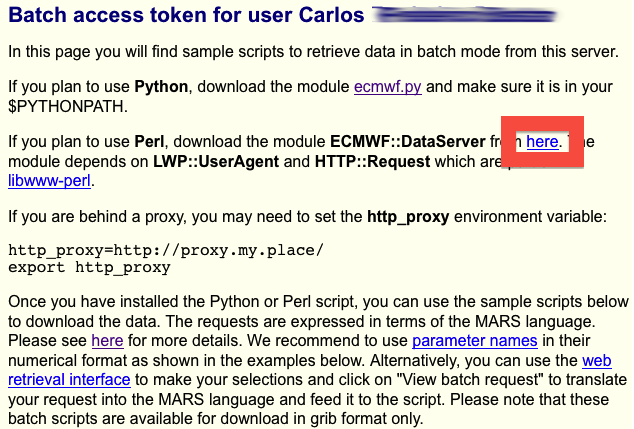 Batch access token for user Carlos
In this page you will find sample scripts to retrieve data in batch mode from this server.
If you plan to use Python, download the module ecmwf.py and make sure it is in your
$PYTHONPATH.
If you plan to use Perl, download the module ECMWF::DataServer here.
module depends on LWP::UserAgent and HTTP::Request which are
libwww-perl.
If you are behind a proxy, you may need to set the http_proxy environment variable:
http_proxy=http://proxy.my.place/
export http_proxy
Once you have installed the Python or Perl script, you can use the sample scripts below
to download the data. The requests are expressed in terms of the MARS language.
Please see here for more details. We recommend to use parameter names in their
numerical format as shown in the examples below. Alternatively, you can use the web
retrieval interface to make your selections and click on "View batch request" to translate
your request into the MARS language and feed it to the script. Please note that these
batch scripts are available for download in grib format only.